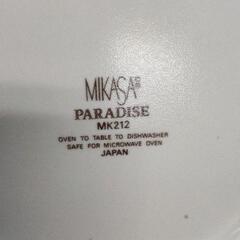 MIKASA
PARADISE
MK212
OVEN TO TABLE TO DISHWASHER
SAFE FOR MICROWAVE OVEN
JAPAN